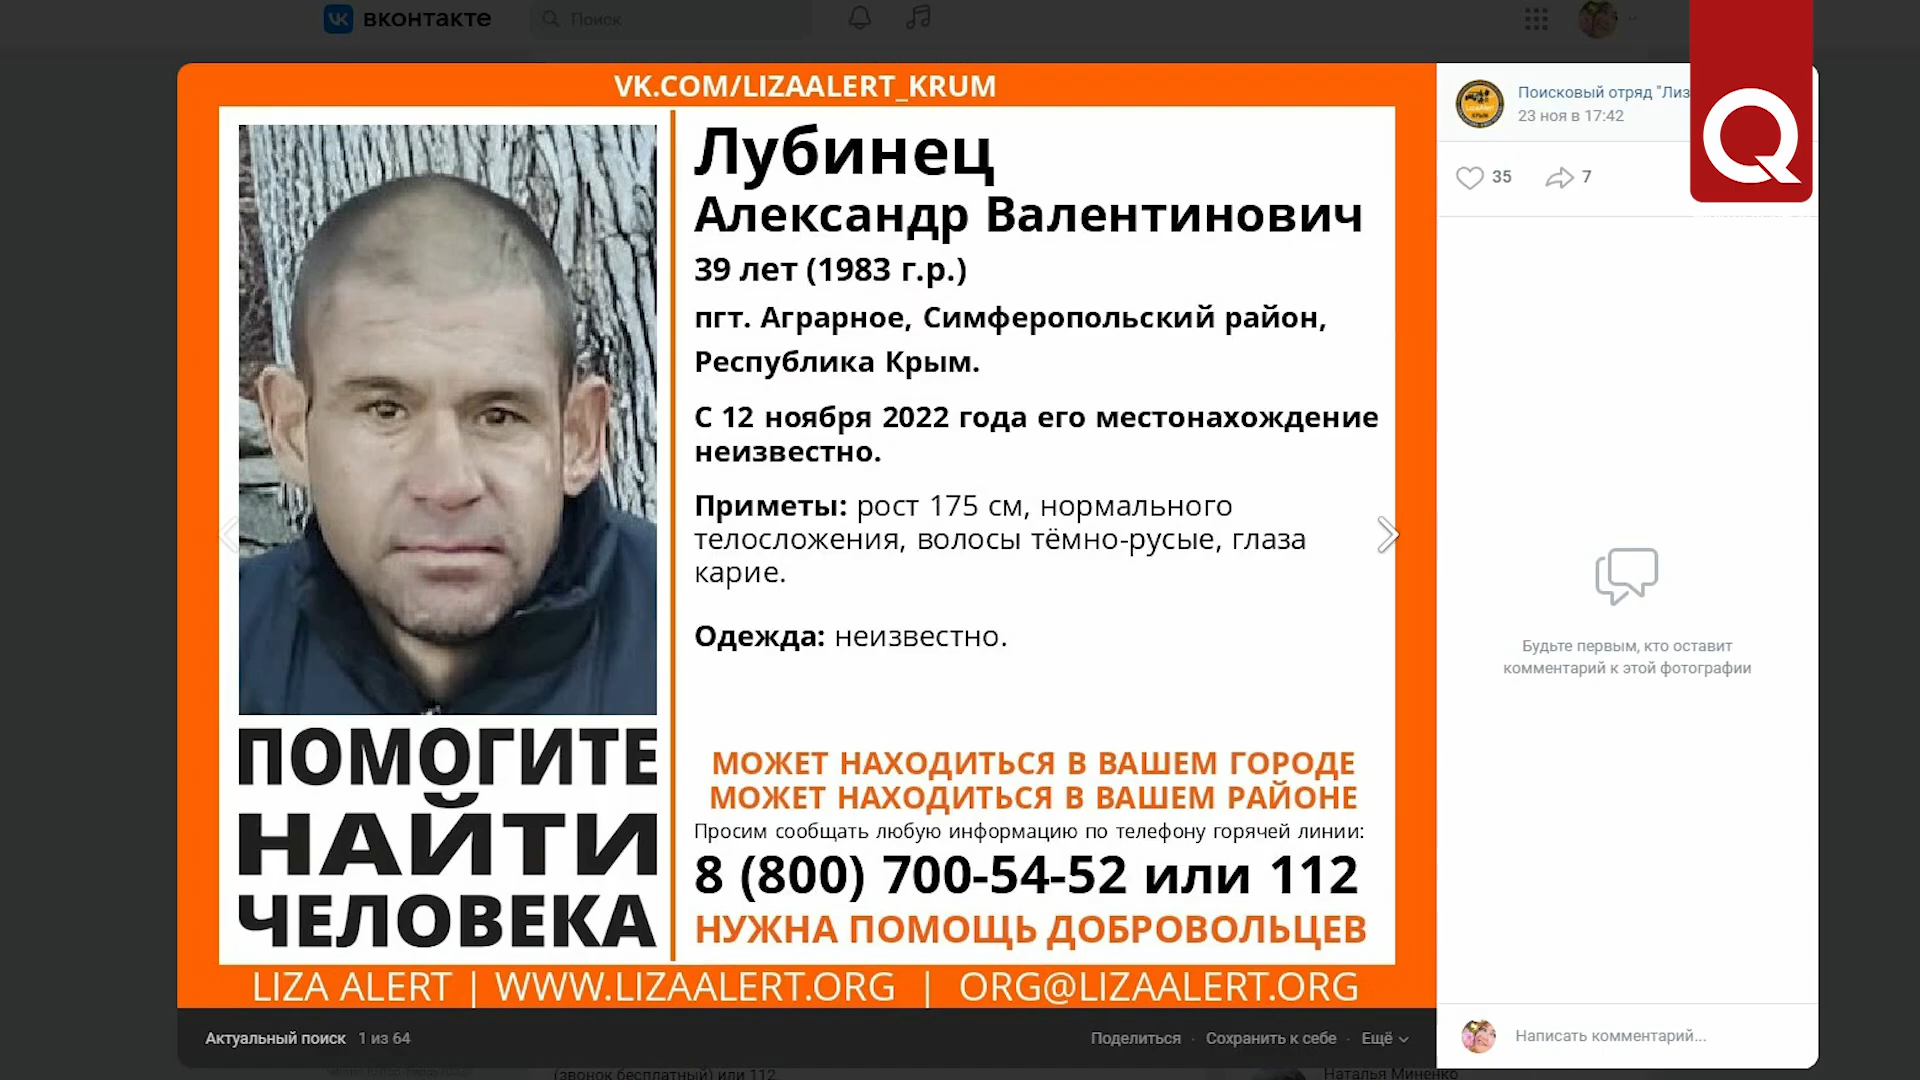 вконтакте
Поиск
VK.COM/LIZAALERT_KRUM
Лубинец
Александр Валентинович
39 лет (1983 г.р.)
пгт. Аграрное, Симферопольский район,
Республика Крым.
С 12 ноября 2022 года его местонахождение
неизвестно.
Приметы: рост 175 см, нормального
телосложения, волосы тёмно-русые, глаза
карие.
Одежда: неизвестно.
ПОМОГИТЕ
НАЙТИ
ЧЕЛОВЕКА
МОЖЕТ НАХОДИТЬСЯ В ВАШЕМ ГОРОДЕ
МОЖЕТ НАХОДИТЬСЯ В ВАШЕМ РАЙОНЕ
Просим сообщать любую информацию по телефону горячей линии:
8 (800) 700-54-52 или 112
НУЖНА ПОМОЩЬ ДОБРОВОЛЬЦЕВ
LIZA ALERT | WWW.LIZAALERT.ORG | ORG@LIZAALERT.ORG
Актуальный поиск 1 из 64
Поделиться · Сохранить к себе · Ещё
Поисковый отряд "Лиз
23 ноя в 17:42
35 7
Будьте первым, кто оставит
комментарий к этой фотографии
Написать комментарий...
(звонок бесплатный) или 112
Наталья Миненко